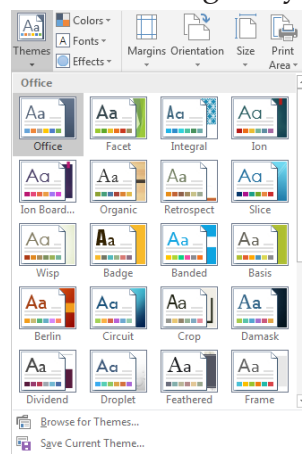 Colors
Fonts
Effects
Themes
Margins Orientation Size Print Area
Office
Aa Aa Aa Aa
Office Facet Integral Ion
Aa Aa Aa Aa
Ion Board... Organic Retrospect Slice
Aa Aa Aa Aa
Wisp Badge Banded Basis
Aa Aa Aa Aa
Berlin Circuit Crop Damask
Aa Aa Aa Aa
Dividend Droplet Feathered Frame
Browse for Themes...
Save Current Theme...